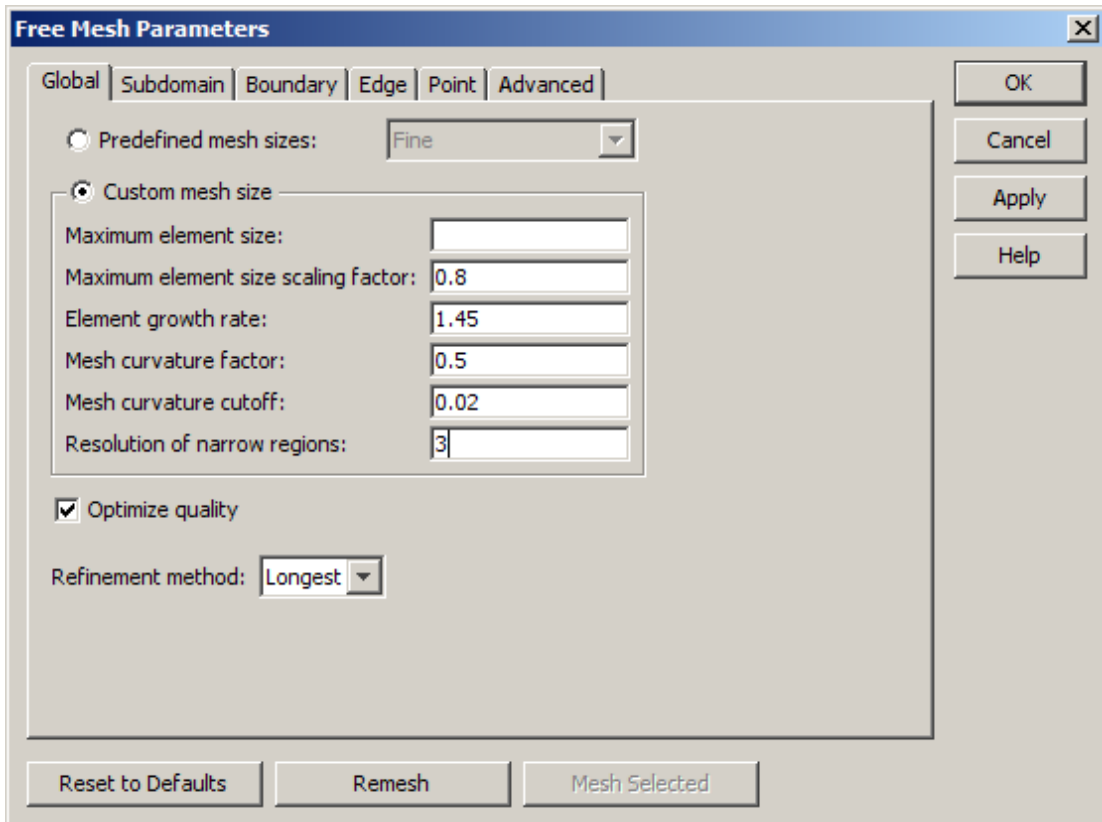 Free Mesh Parameters
Global Subdomain Boundary Edge Point Advanced
OK
Cancel
Apply
Help
Predefined mesh sizes: Fine
Custom mesh size
Maximum element size:
Maximum element size scaling factor: 0.8
Element growth rate: 1.45
Mesh curvature factor: 0.5
Mesh curvature cutoff: 0.02
Resolution of narrow regions: 3
Optimize quality
Refinement method: Longest
Reset to Defaults Remesh Mesh Selected